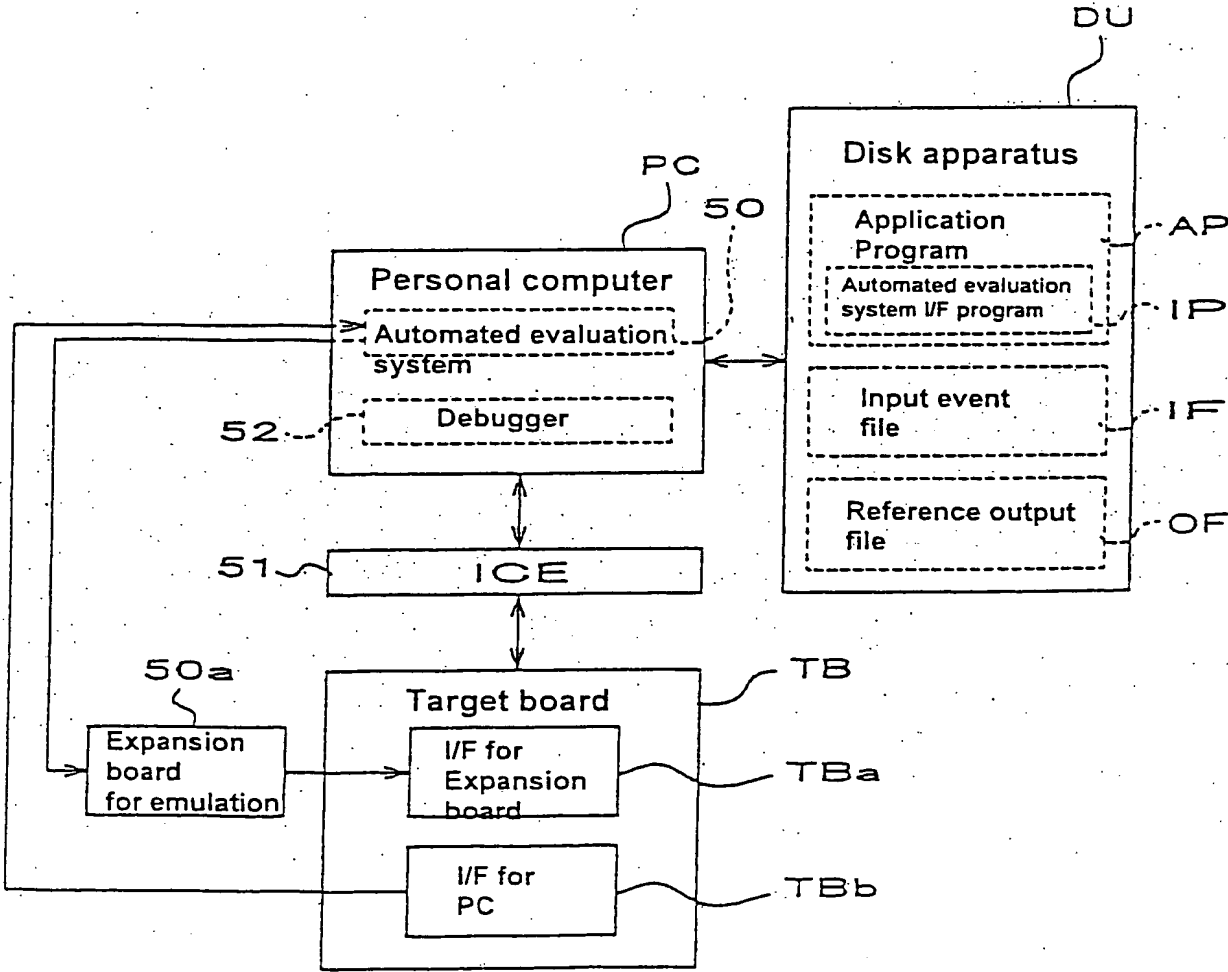 DU
Disk apparatus
PC
50
Application
Program
AP
Automated evaluation
system I/F program
IP
Personal computer
Automated evaluation
system
Debugger
52
Input event
file
IF
Reference output
file
OF
51
ICE
50a
TB
Target board
Expansion
board
for emulation
I/F for
Expansion
board
TBa
I/F for
PC
TBb